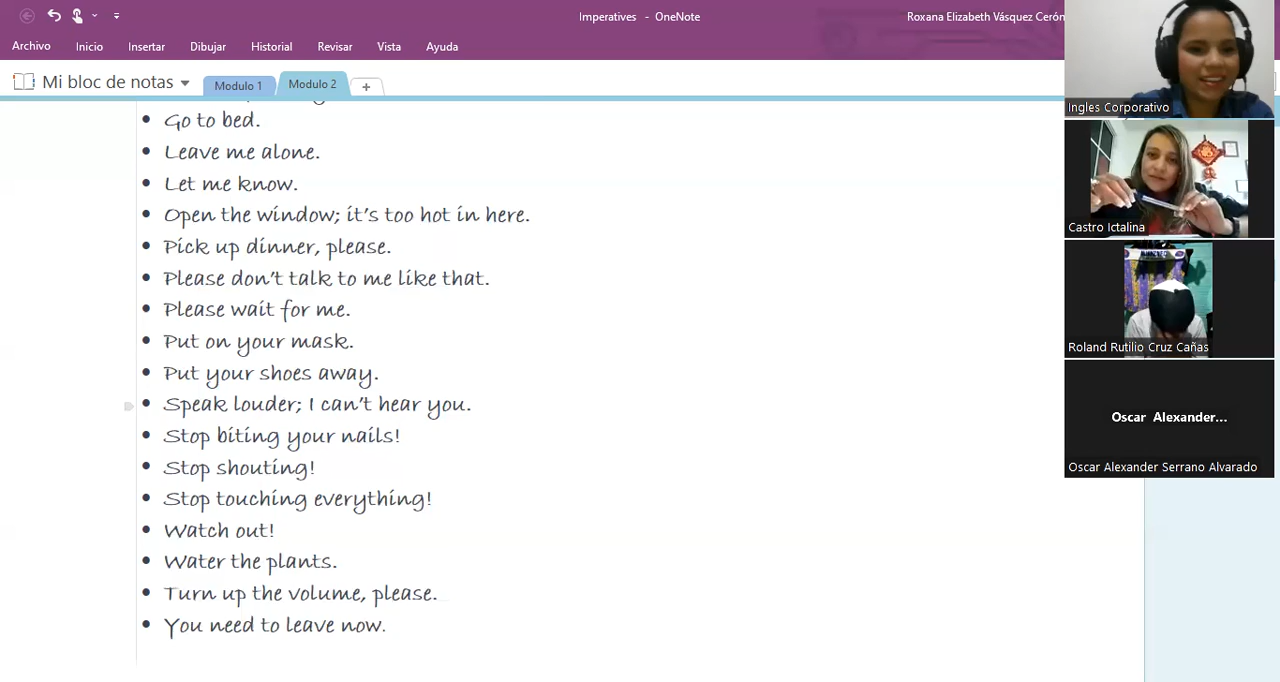 Imperatives - OneNote
Roxana Elizabeth Vásquez Cerón
Archivo Inicio Insertar Dibujar Historial Revisar Vista Ayuda
Mi bloc de notas Modulo 1 Modulo 2 +
• Go to bed.
• Leave me alone.
• Let me know.
• Open the window; it's too hot in here.
• Pick up dinner, please.
• Please don't talk to me like that.
• Please wait for me.
• Put on your mask.
• Put your shoes away.
• Speak louder; I can't hear you.
• Stop biting your nails!
• Stop shouting!
• Stop touching everything!
• Watch out!
• Water the plants.
• Turn up the volume, please.
• You need to leave now.
Ingles Corporativo
Castro Ictalina
Roland Rutilio Cruz Cañas
Oscar Alexander...
Oscar Alexander Serrano Alvarado